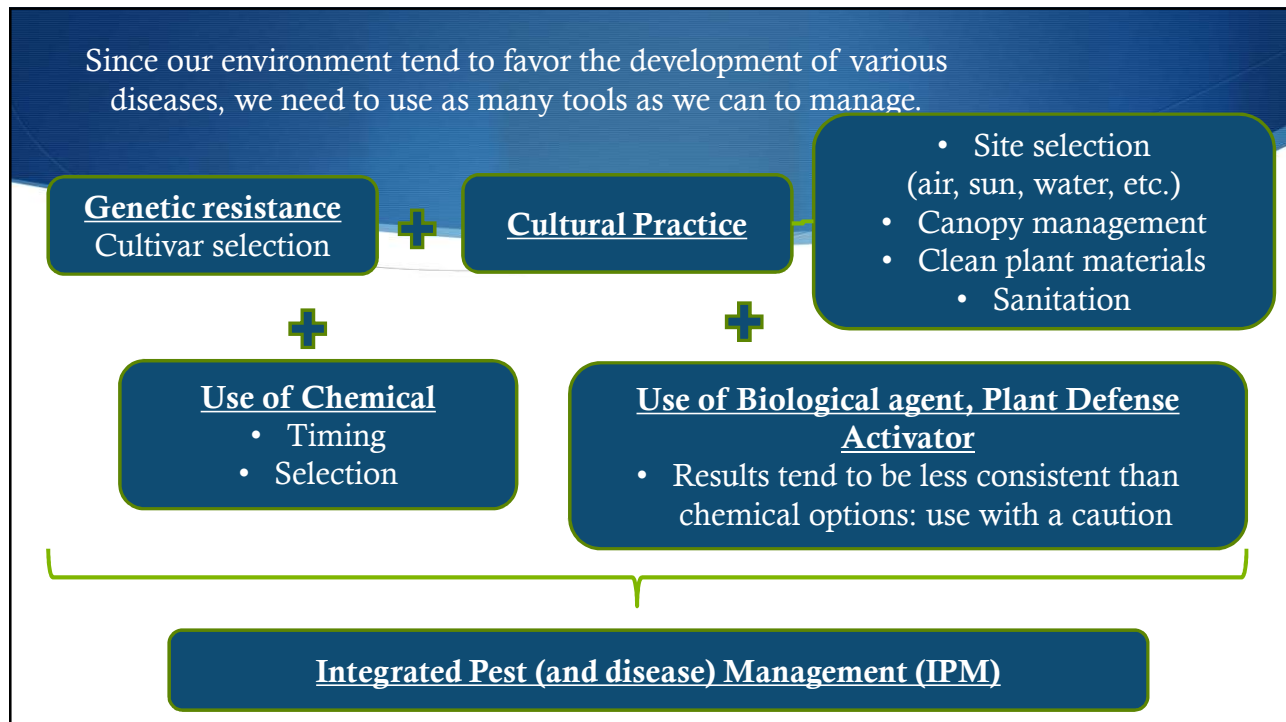 Since our environment tend to favor the development of various
diseases, we need to use as many tools as we can to manage.
Genetic resistance
Cultivar selection
Cultural Practice
• Site selection
(air, sun, water, etc.)
• Canopy management
• Clean plant materials
• Sanitation
Use of Chemical
• Timing
• Selection
Use of Biological agent, Plant Defense
Activator
• Results tend to be less consistent than
chemical options: use with a caution
Integrated Pest (and disease) Management (IPM)